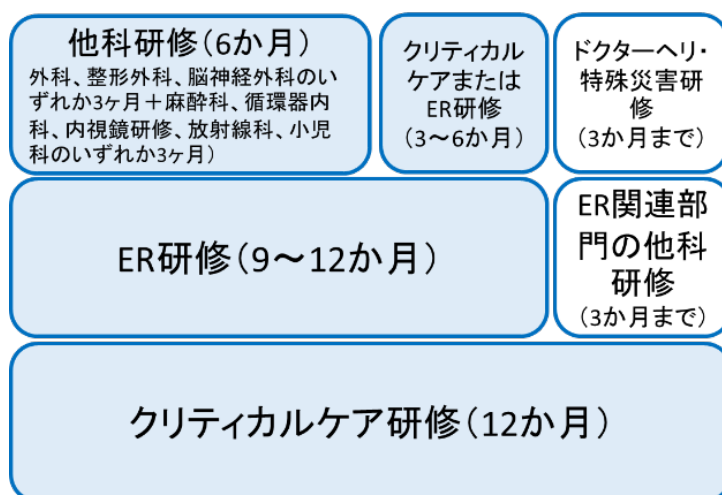 他科研修(6か月)
外科、整形外科、脳神経外科のい
ずれか3ヶ月＋麻酔科、循環器内
科、内視鏡研修、放射線科、小児
科のいずれか3ヶ月)
クリティカル
ケアまたは
ER研修
(3～6か月)
ドクターヘリ・
特殊災害研
修
(3か月まで)
ER研修(9～12か月)
ER関連部
門の他科
研修
(3か月まで)
クリティカルケア研修(12か月)